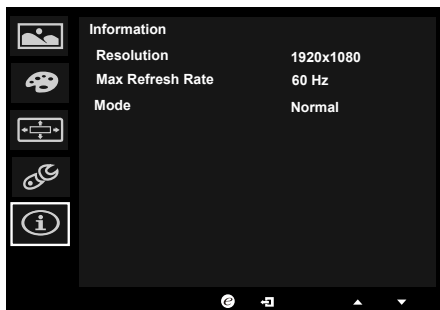 Information
Resolution 1920x1080
Max Refresh Rate 60 Hz
Mode Normal